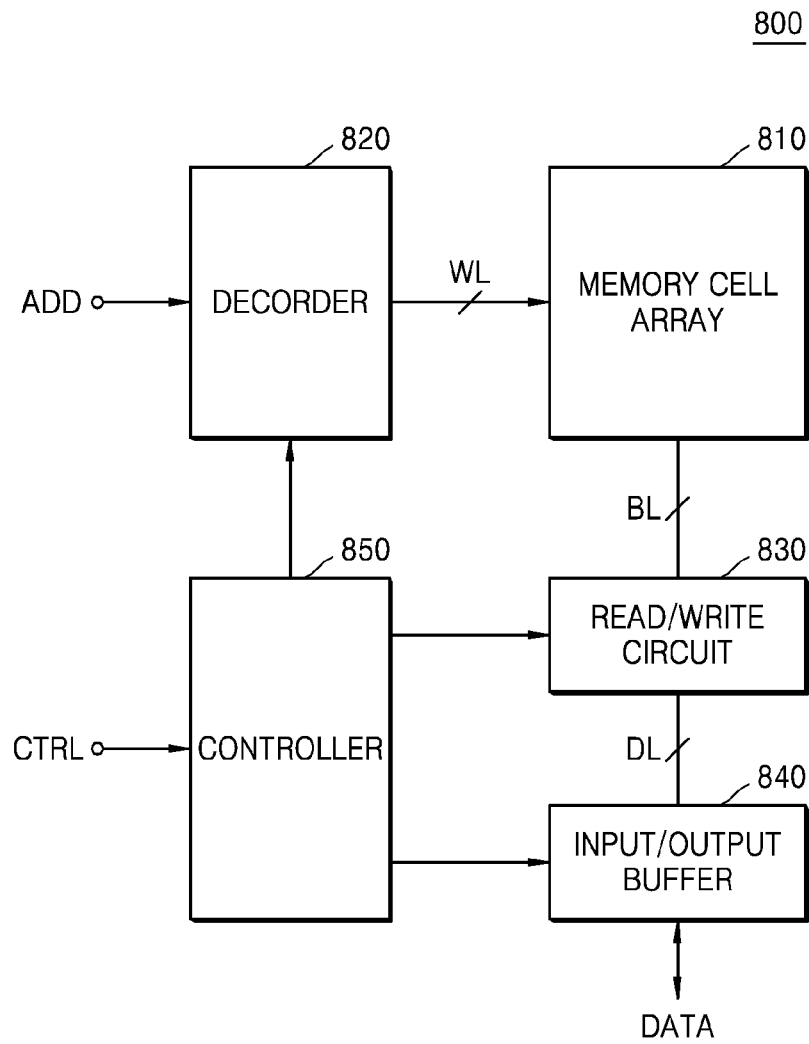 800
820
810
ADD
DECORDER
WL
MEMORY CELL
ARRAY
BL
850
830
READ/WRITE
CIRCUIT
CTRL
CONTROLLER
DL
840
INPUT/OUTPUT
BUFFER
DATA